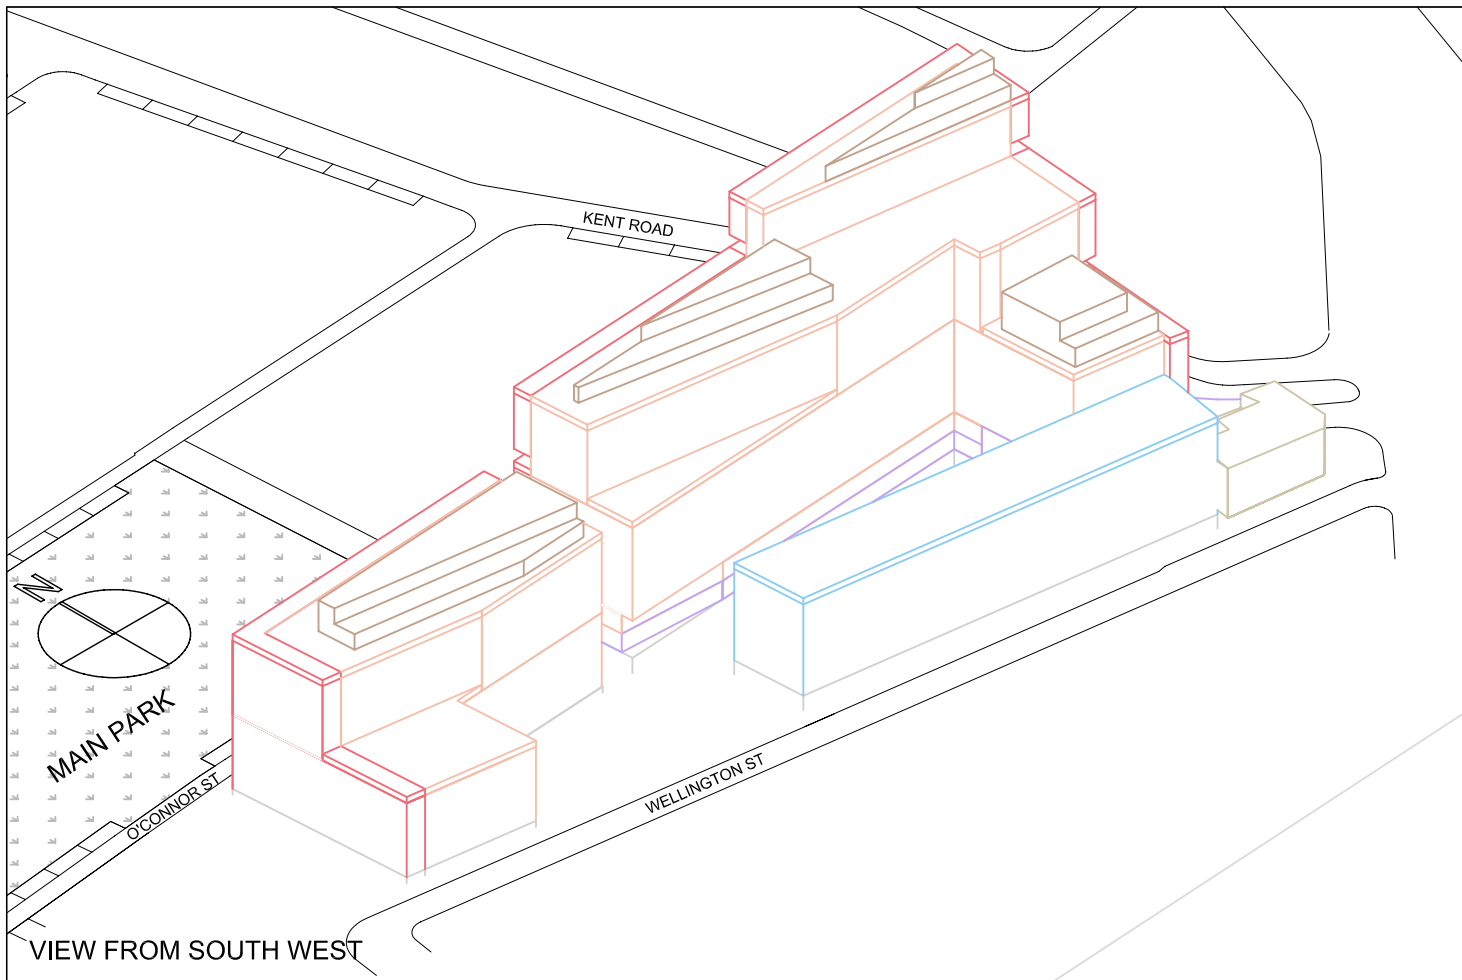 KENT ROAD
N
MAIN PARK
O'CONNOR ST
WELLINGTON ST
VIEW FROM SOUTH WEST